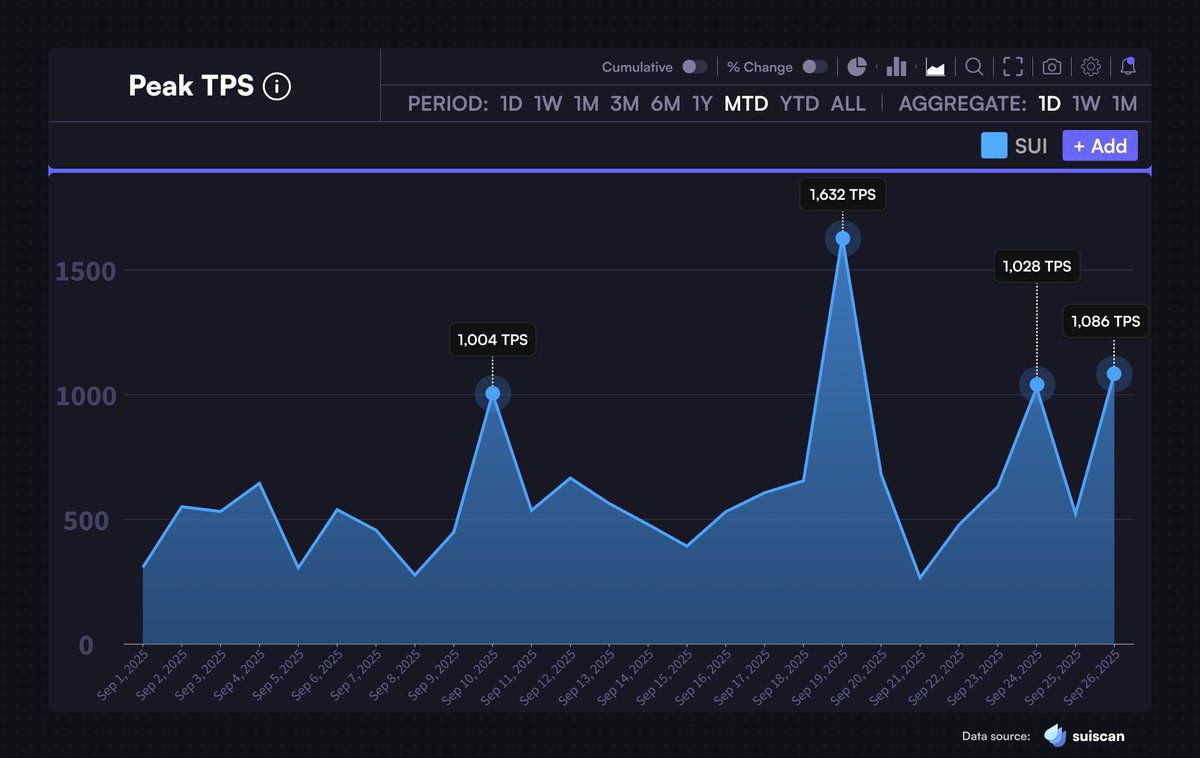 Peak TPS
Cumulative % Change
PERIOD: 1D 1W 1M 3M 6M 1Y MTD YTD ALL AGGREGATE: 1D 1W 1M
SUI + Add
1,632 TPS
1500
1,028 TPS
1,086 TPS
1,004 TPS
1000
500
0
Sep 1, 2025
Sep 2, 2025
Sep 3, 2025
Sep 4, 2025
Sep 5, 2025
Sep 6, 2025
Sep 7, 2025
Sep 8, 2025
Sep 9, 2025
Sep 10, 2025
Sep 11, 2025
Sep 12, 2025
Sep 13, 2025
Sep 14, 2025
Sep 15, 2025
Sep 16, 2025
Sep 17, 2025
Sep 18, 2025
Sep 19, 2025
Sep 20, 2025
Sep 21, 2025
Sep 22, 2025
Sep 23, 2025
Sep 24, 2025
Sep 25, 2025
Sep 26, 2025
Data source: suiscan